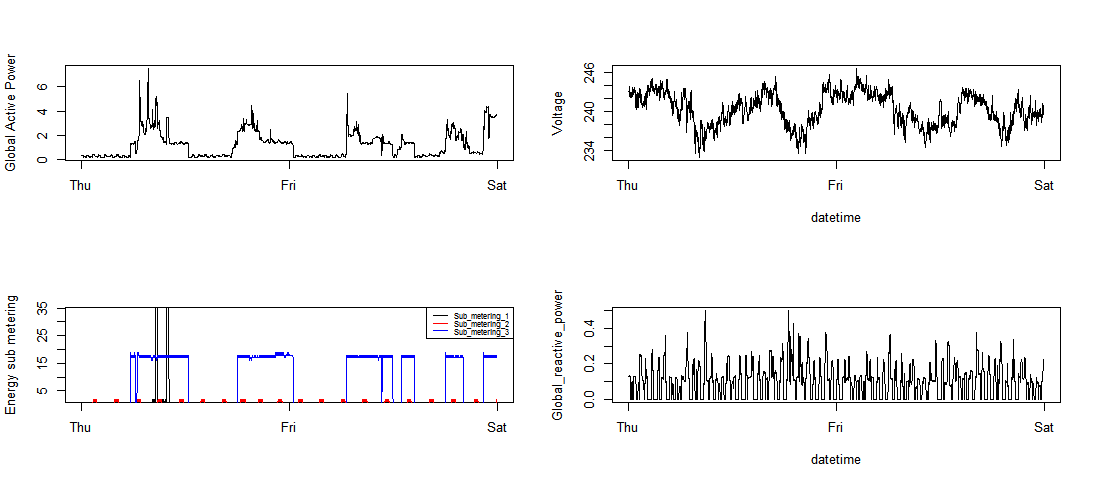 Global Active Power
0 2 4 6
Thu Fri Sat
Voltage
234 240 246
Thu Fri Sat
datetime
Energy sub metering
5 15 25 35
Sub_metering_1
Sub_metering_2
Sub_metering_3
Thu Fri Sat
Global_reactive_power
0.0 0.2 0.4
Thu Fri Sat
datetime